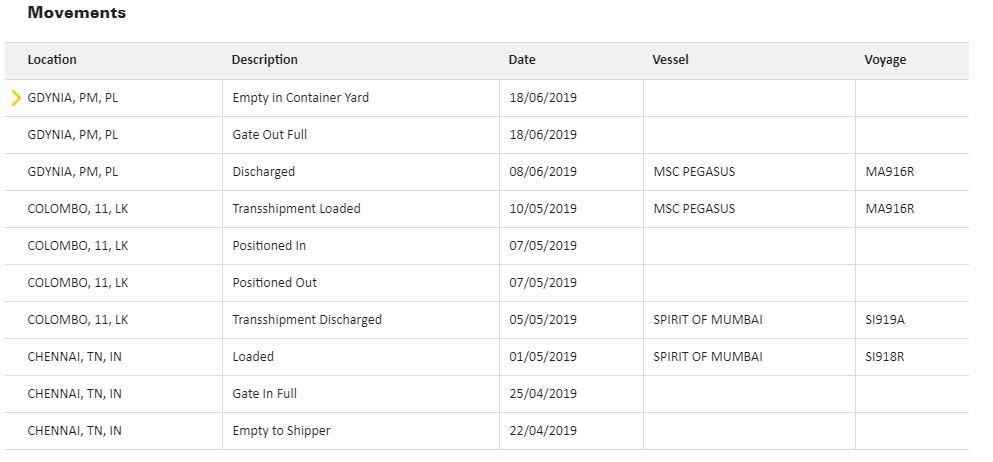 Movements
Location Description Date Vessel Voyage
GDYNIA, PM, PL Empty in Container Yard 18/06/2019
GDYNIA, PM, PL Gate Out Full 18/06/2019
GDYNIA, PM, PL Discharged 08/06/2019 MSC PEGASUS MA916R
COLOMBO, 11, LK Transshipment Loaded 10/05/2019 MSC PEGASUS MA916R
COLOMBO, 11, LK Positioned In 07/05/2019
COLOMBO, 11, LK Positioned Out 07/05/2019
COLOMBO, 11, LK Transshipment Discharged 05/05/2019 SPIRIT OF MUMBAI SI919A
CHENNAI, TN, IN Loaded 01/05/2019 SPIRIT OF MUMBAI SI918R
CHENNAI, TN, IN Gate In Full 25/04/2019
CHENNAI, TN, IN Empty to Shipper 22/04/2019